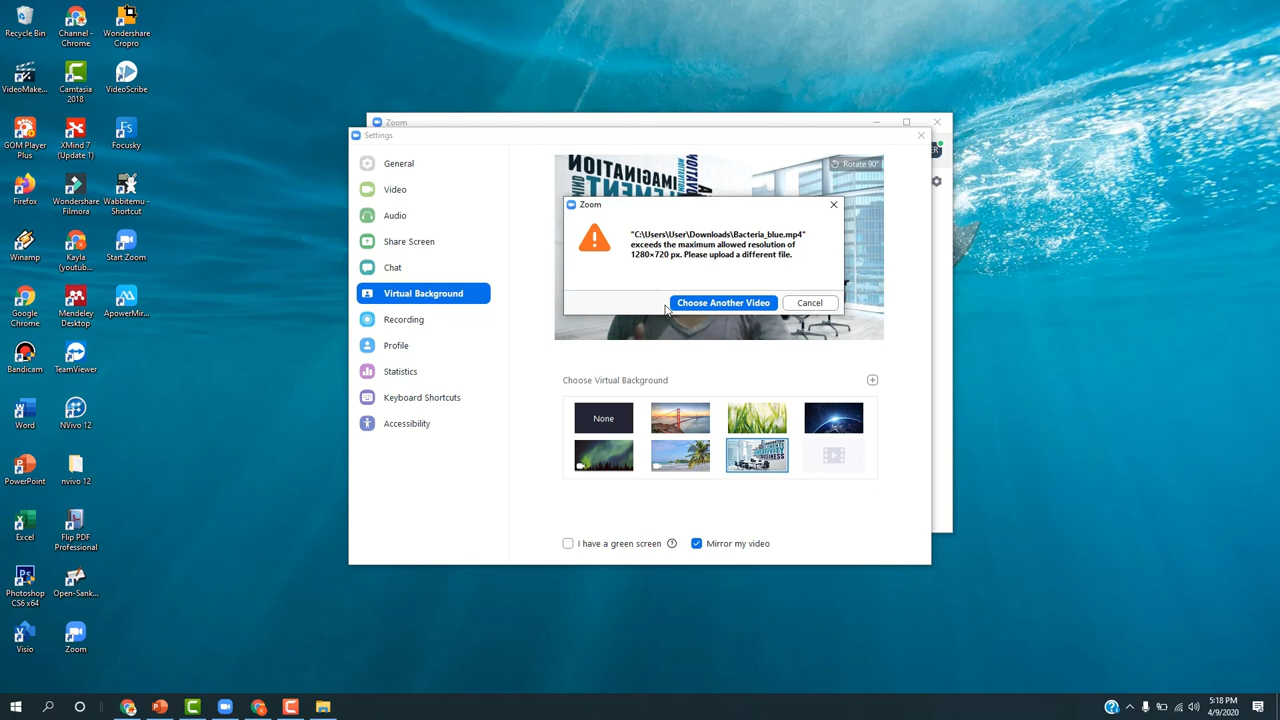 Recycle Bin
Channel -
Chrome
Wondershare
Cropro
VideoMake...
Camtasia
2018
VideoScribe
GOM Player
Plus
XMind 7
(Update 1)
Focusky
Firefox
Wondershare
Filmora
Wabbitemu -
Shortcut
Winamp
Kayla
(youtub...
Start Zoom
Google
Chrome
Mendeley
Desktop
ApowerMir...
Bandicam
TeamViewer
Word
NVivo 12
PowerPoint
nvivo 12
Excel
Flip PDF
Professional
Photoshop
CS6 x64
Open-Sank...
Visio
Zoom
Zoom
Settings
General
Video
Audio
Share Screen
Chat
Virtual Background
Recording
Profile
Statistics
Keyboard Shortcuts
Accessibility
IMAGINATION
Rotate 90°
Zoom
"C:\Users\User\Downloads\Bacteria_blue.mp4"
exceeds the maximum allowed resolution of
1280×720 px. Please upload a different file.
Choose Another Video
Cancel
Choose Virtual Background
None
BUSINESS
I have a green screen
Mirror my video
5:18 PM
4/9/2020